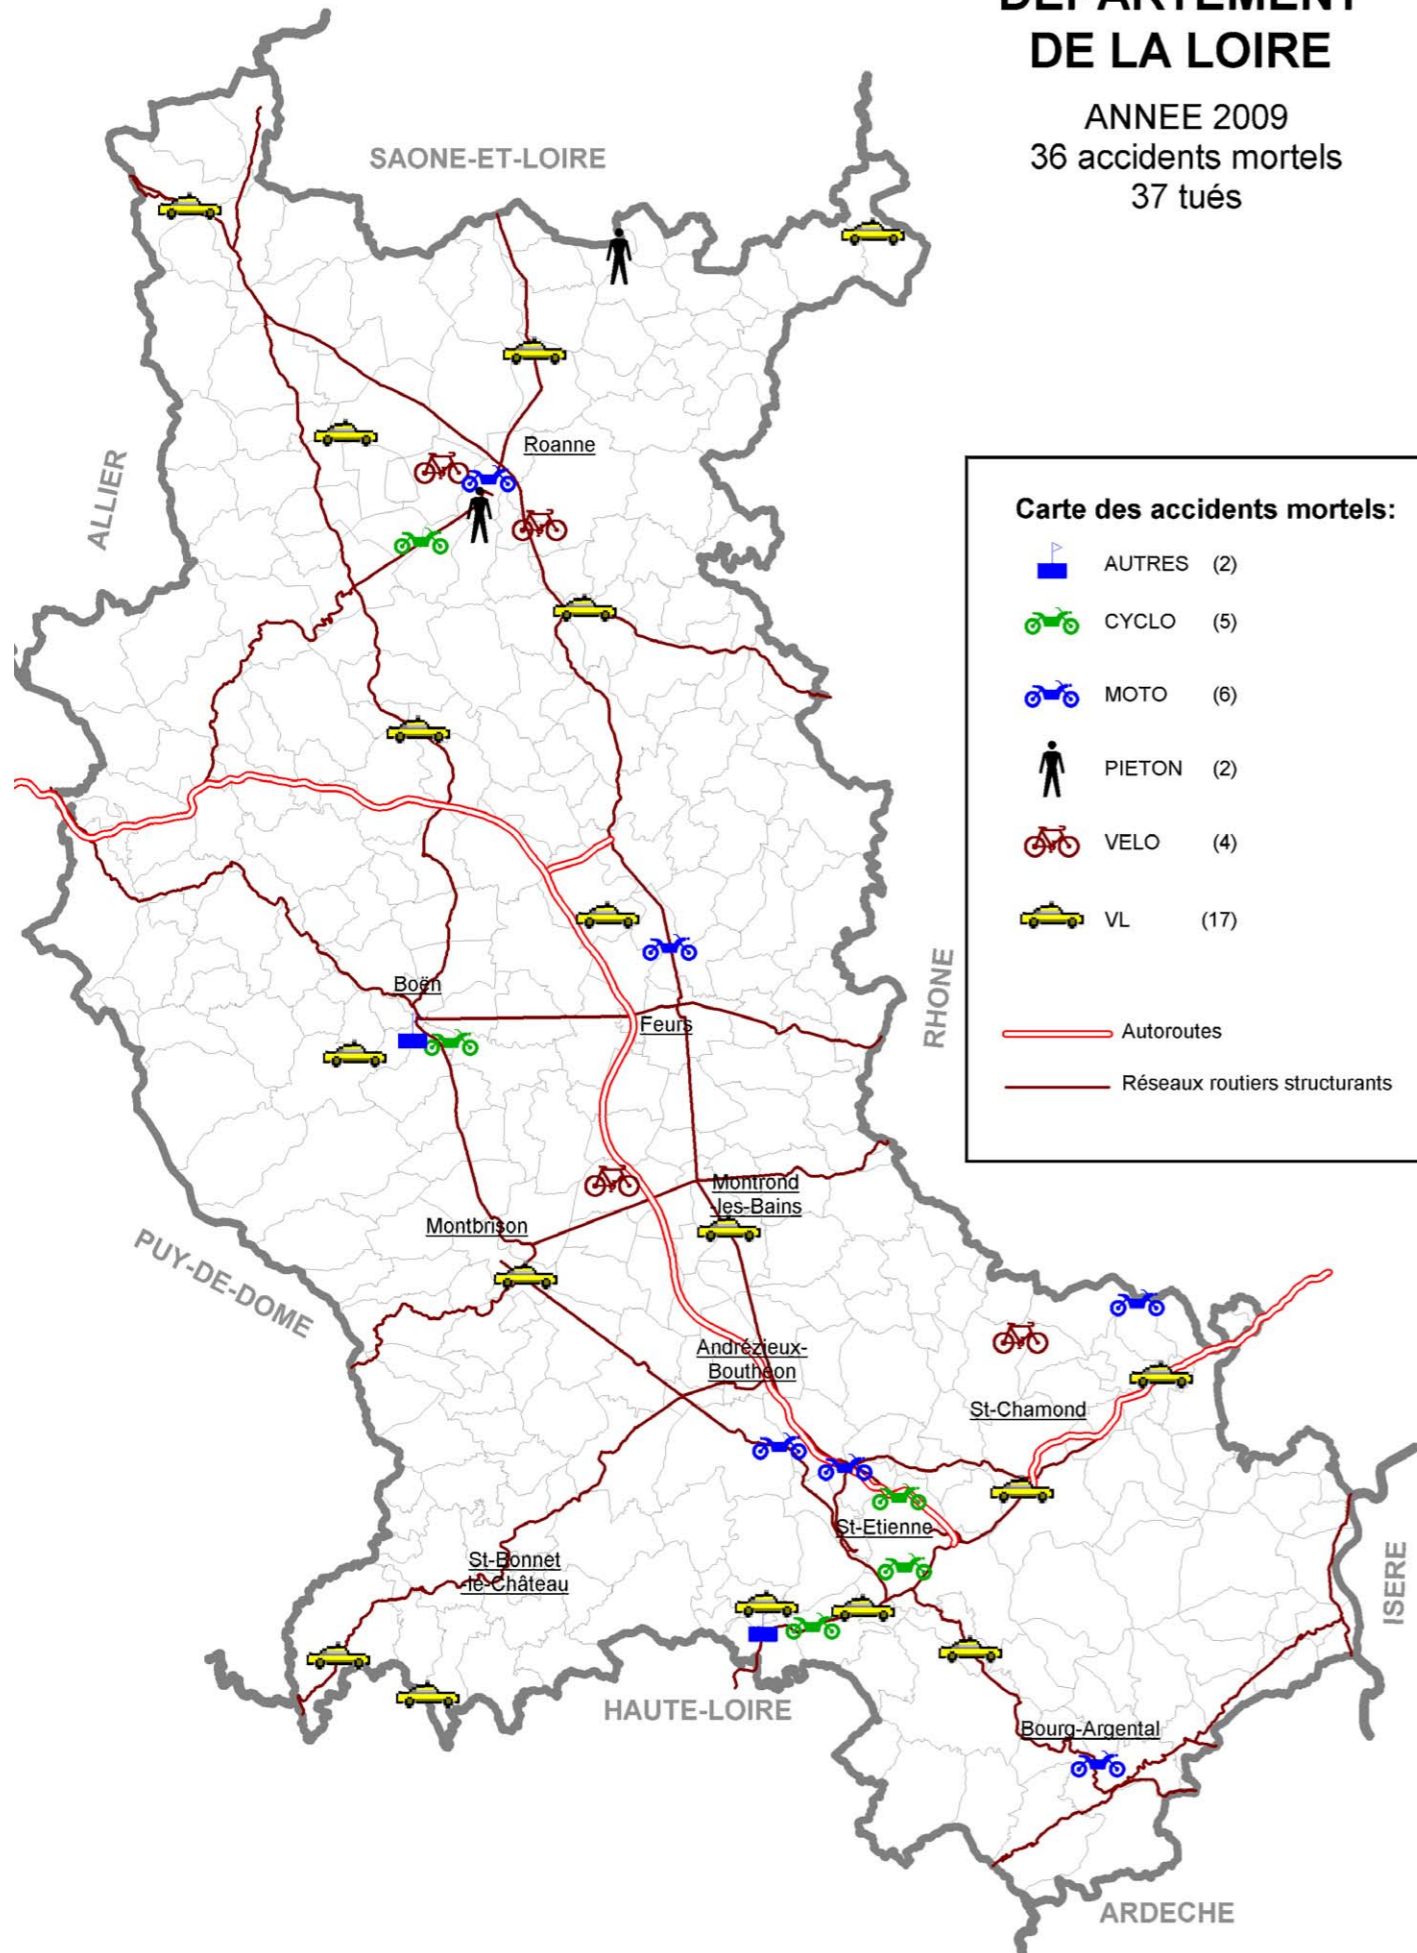 DEPARTEMENT
DE LA LOIRE
ANNEE 2009
36 accidents mortels
37 tués
SAONE-ET-LOIRE
ALLIER
Roanne
Carte des accidents mortels:
AUTRES (2)
CYCLO (5)
MOTO (6)
PIETON (2)
VELO (4)
VL (17)
Autoroutes
Réseaux routiers structurants
RHONE
Boën
Feurs
Montrond
-les-Bains
Montbrison
PUY-DE-DOME
Andrézieux-
Bouthéon
St-Chamond
St-Etienne
St-Bonnet
-le-Château
ISERE
HAUTE-LOIRE
Bourg-Argental
ARDECHE